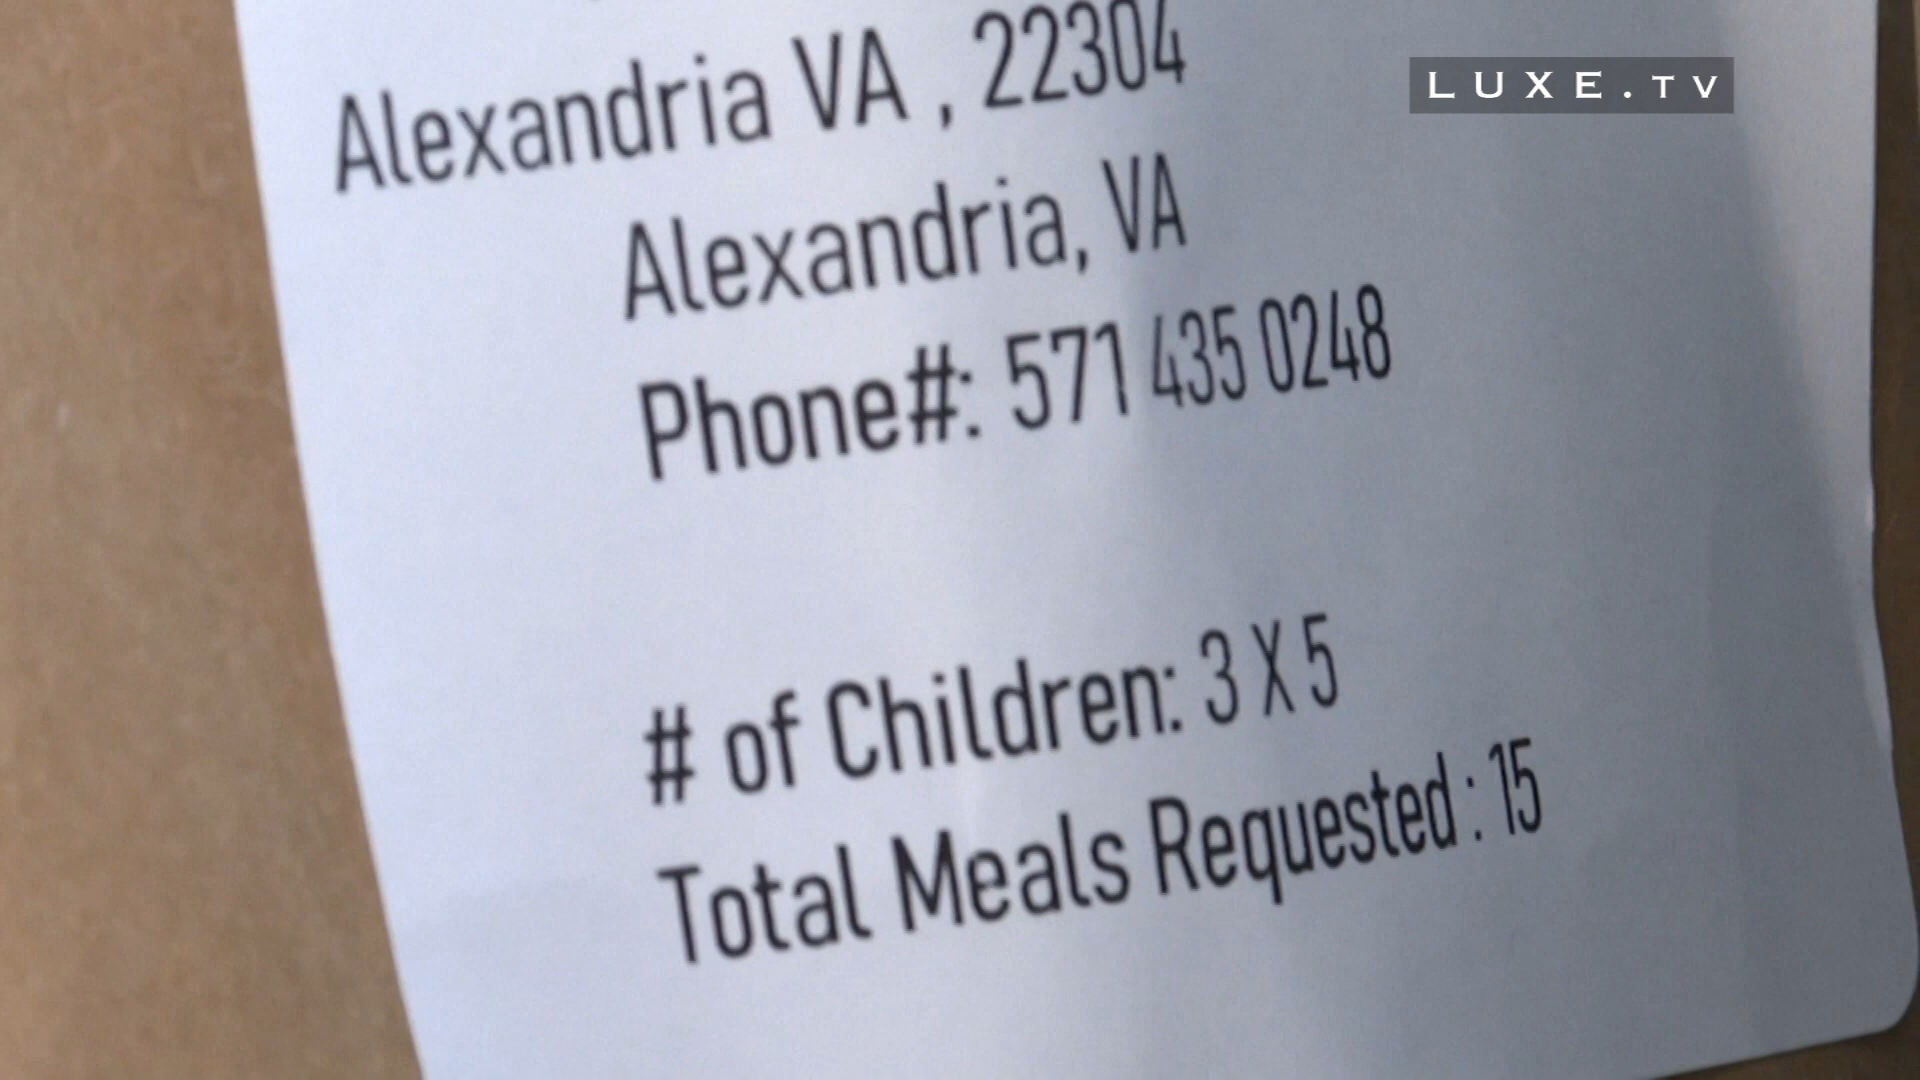 Alexandria VA , 22304
LUXE.TV
Alexandria, VA
Phone#: 571 435 0248
# of Children: 3 X 5
Total Meals Requested : 15